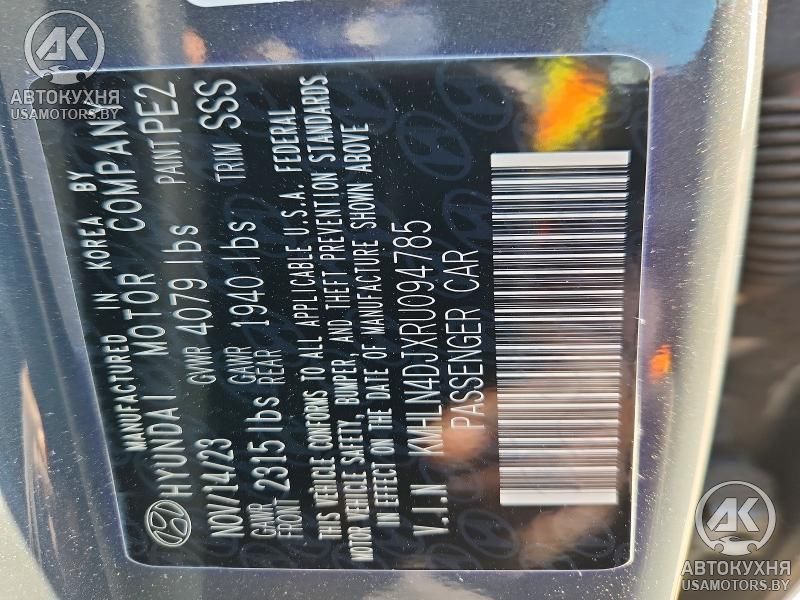 MANUFACTURED IN KOREA BY
HYUNDAI MOTOR COMPANY
NOV/14/23 GVWR 4079 lbs PAINT PE2
GAWR FRONT 2315 lbs GAWR REAR 1940 lbs TRIM SSS
THIS VEHICLE CONFORMS TO ALL APPLICABLE U.S.A. FEDERAL
MOTOR VEHICLE SAFETY, BUMPER, AND THEFT PREVENTION STANDARDS
IN EFFECT ON THE DATE OF MANUFACTURE SHOWN ABOVE
V.I.N KMHLN4DJXRU094785
PASSENGER CAR
АК
АВТОКУХНЯ
USAMOTORS.BY
АК
АВТОКУХНЯ
USAMOTORS.BY